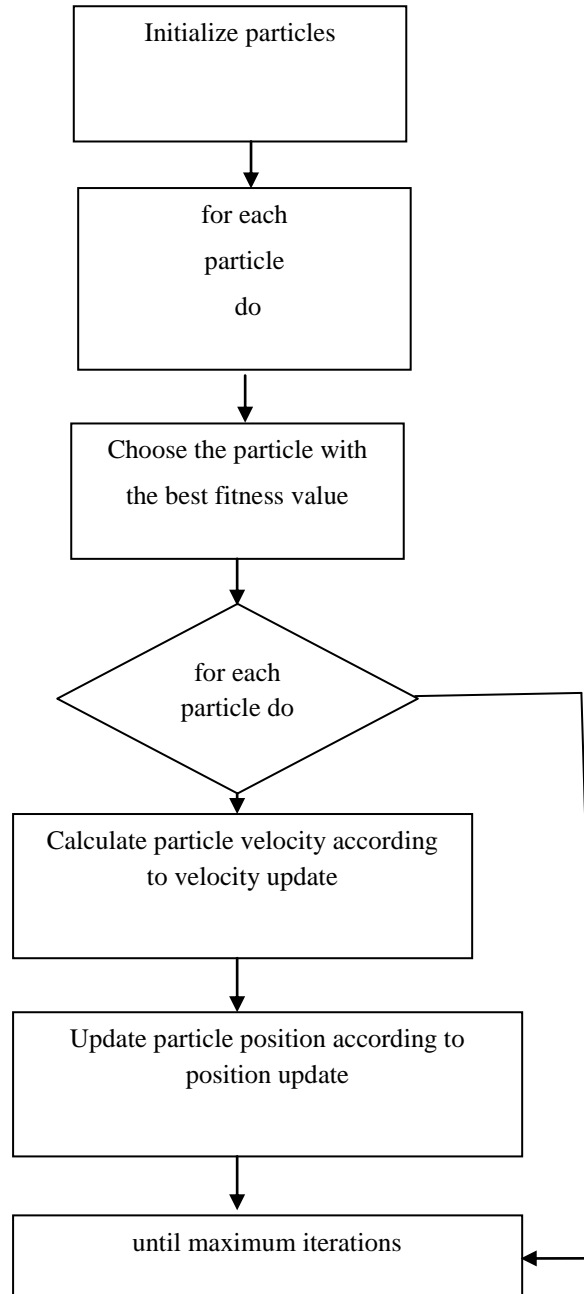 Initialize particles
for each
particle
do
Choose the particle with
the best fitness value
for each
particle do
Calculate particle velocity according
to velocity update
Update particle position according to
position update
until maximum iterations